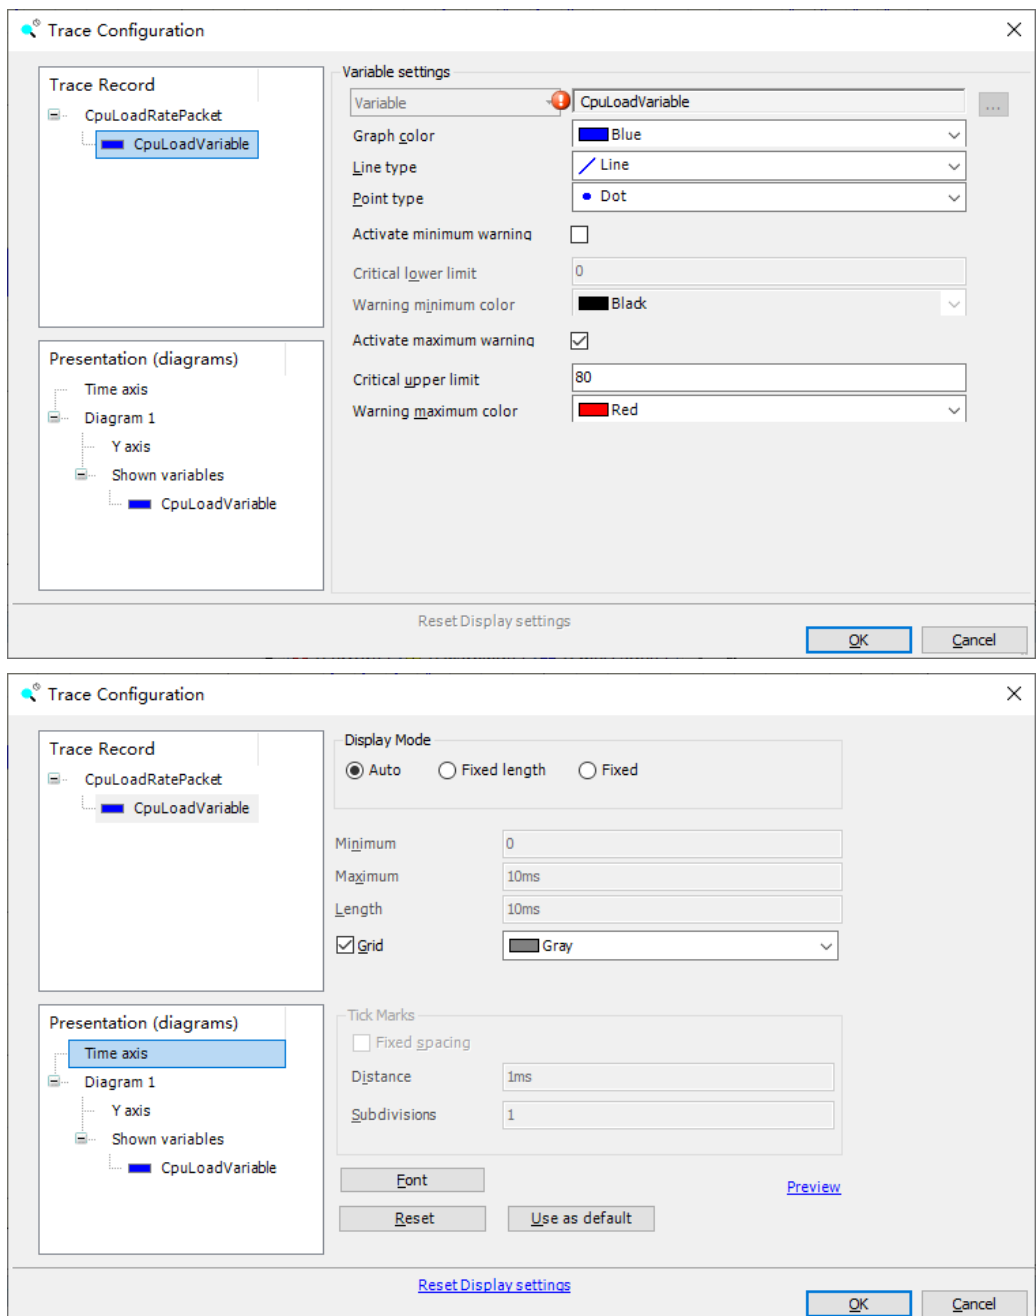 Trace Configuration
Trace Record
CpuLoadRatePacket
CpuLoadVariable
Presentation (diagrams)
Time axis
Diagram 1
Y axis
Shown variables
CpuLoadVariable
Variable settings
Variable CpuLoadVariable ...
Graph color Blue
Line type Line
Point type Dot
Activate minimum warning
Critical lower limit 0
Warning minimum color Black
Activate maximum warning
Critical upper limit 80
Warning maximum color Red
Reset Display settings
OK Cancel
Trace Configuration
Trace Record
CpuLoadRatePacket
CpuLoadVariable
Presentation (diagrams)
Time axis
Diagram 1
Y axis
Shown variables
CpuLoadVariable
Display Mode
Auto Fixed length Fixed
Minimum 0
Maximum 10ms
Length 10ms
Grid Gray
Tick Marks
Fixed spacing
Distance 1ms
Subdivisions 1
Font
Preview
Reset Use as default
Reset Display settings
OK Cancel